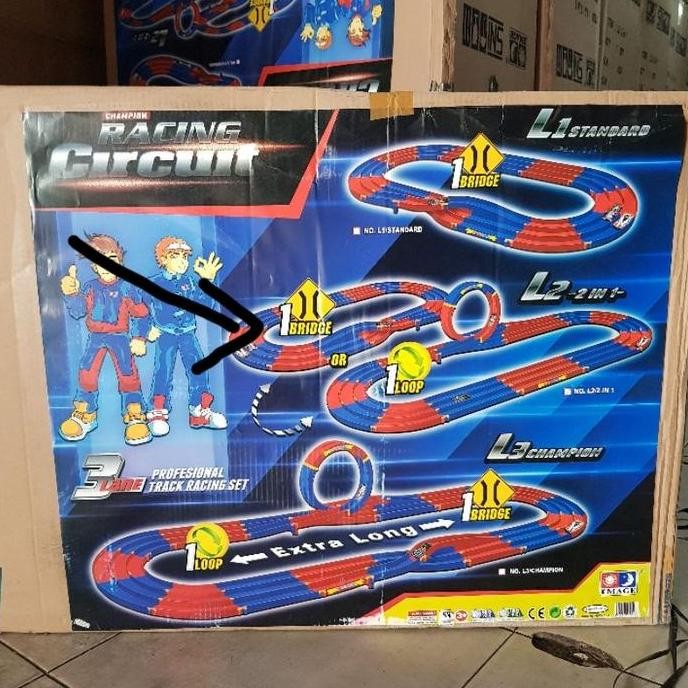 CHAMPION
RACING
Circuit
L1 STANDARD
1 BRIDGE
NO. L1/STANDARD
L2 -2 IN 1-
1 BRIDGE
OR
1 LOOP
NO. L2/2 IN 1
L3 CHAMPION
3 LANE
PROFESIONAL
TRACK RACING SET
1 BRIDGE
1 LOOP
Extra Long
NO. L3/CHAMPION
IMAGE
CE